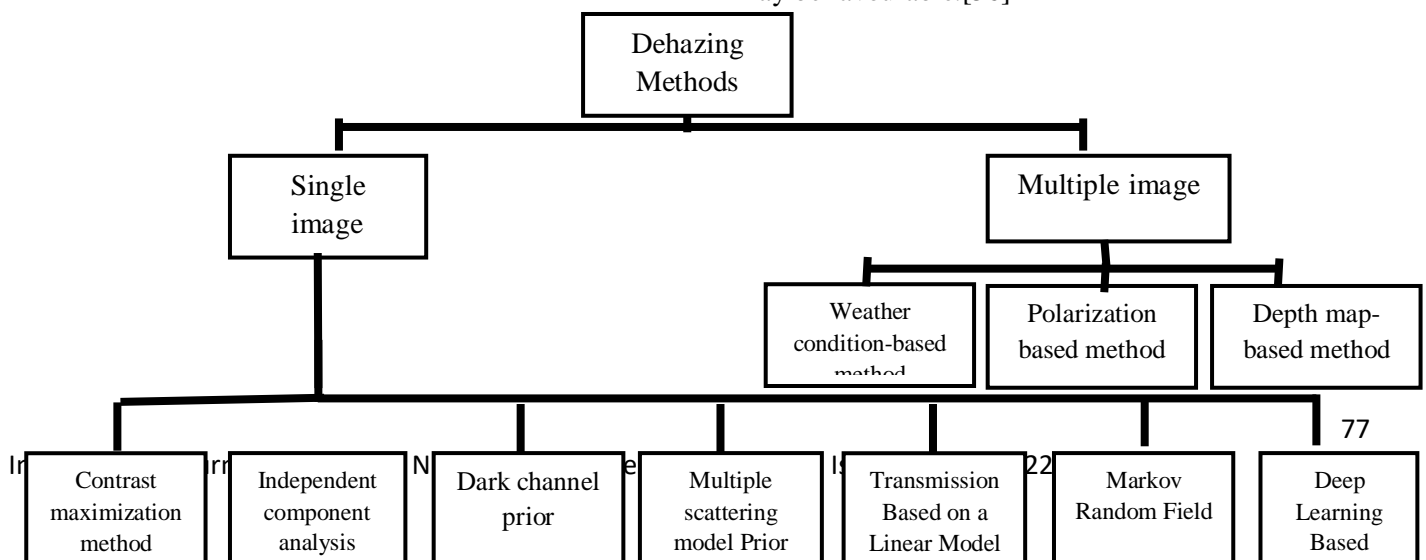 Dehazing
Methods
Single
image
Multiple image
Weather
condition-based
method
Polarization
based method
Depth map-
based method
77
Contrast
maximization
method
Independent
component
analysis
Dark channel
prior
Multiple
scattering
model Prior
Transmission
Based on a
Linear Model
Markov
Random Field
Deep
Learning
Based